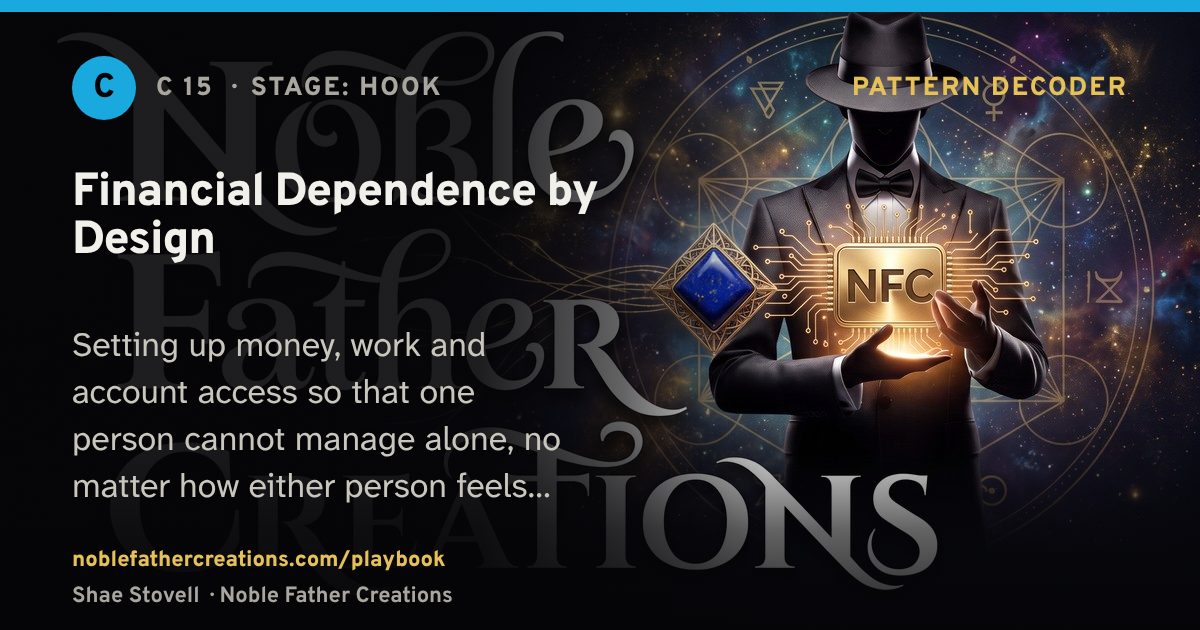 C
C 15 · STAGE: HOOK
PATTERN DECODER
Financial Dependence by
Design
Setting up money, work and
account access so that one
person cannot manage alone, no
matter how either person feels...
noblefathercreations.com/playbook
Shae Stovell · Noble Father Creations
Noble
FatheR
CREATIONS
NFC